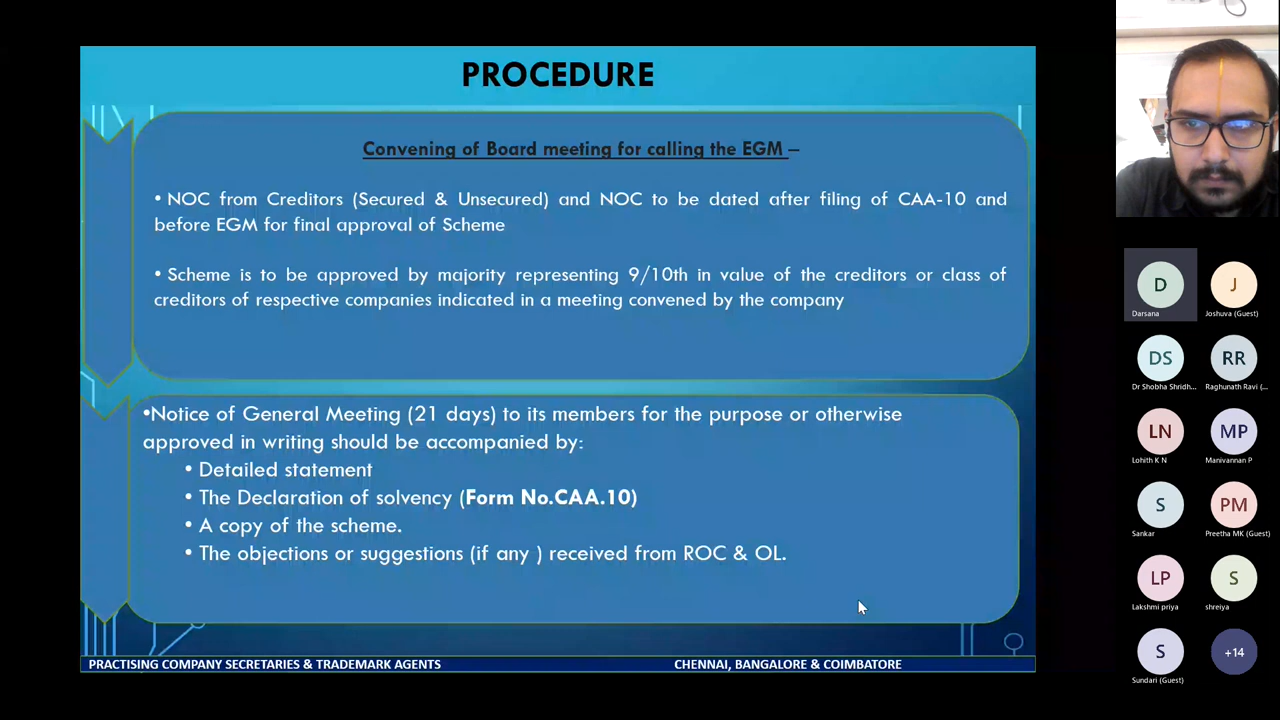 PROCEDURE
Convening of Board meeting for calling the EGM –
• NOC from Creditors (Secured & Unsecured) and NOC to be dated after filing of CAA-10 and
before EGM for final approval of Scheme
• Scheme is to be approved by majority representing 9/10th in value of the creditors or class of
creditors of respective companies indicated in a meeting convened by the company
•Notice of General Meeting (21 days) to its members for the purpose or otherwise
approved in writing should be accompanied by:
• Detailed statement
• The Declaration of solvency (Form No.CAA.10)
• A copy of the scheme.
• The objections or suggestions (if any ) received from ROC & OL.
PRACTISING COMPANY SECRETARIES & TRADEMARK AGENTS
CHENNAI, BANGALORE & COIMBATORE
D
J
Darsana
Joshuva (Guest)
DS
RR
Dr Shobha Shridh...
Raghunath Ravi (...
LN
MP
Lohith K N
Manivannan P
S
PM
Sankar
Preetha MK (Guest)
LP
S
Lakshmi priya
shreiya
S
+14
Sundari (Guest)